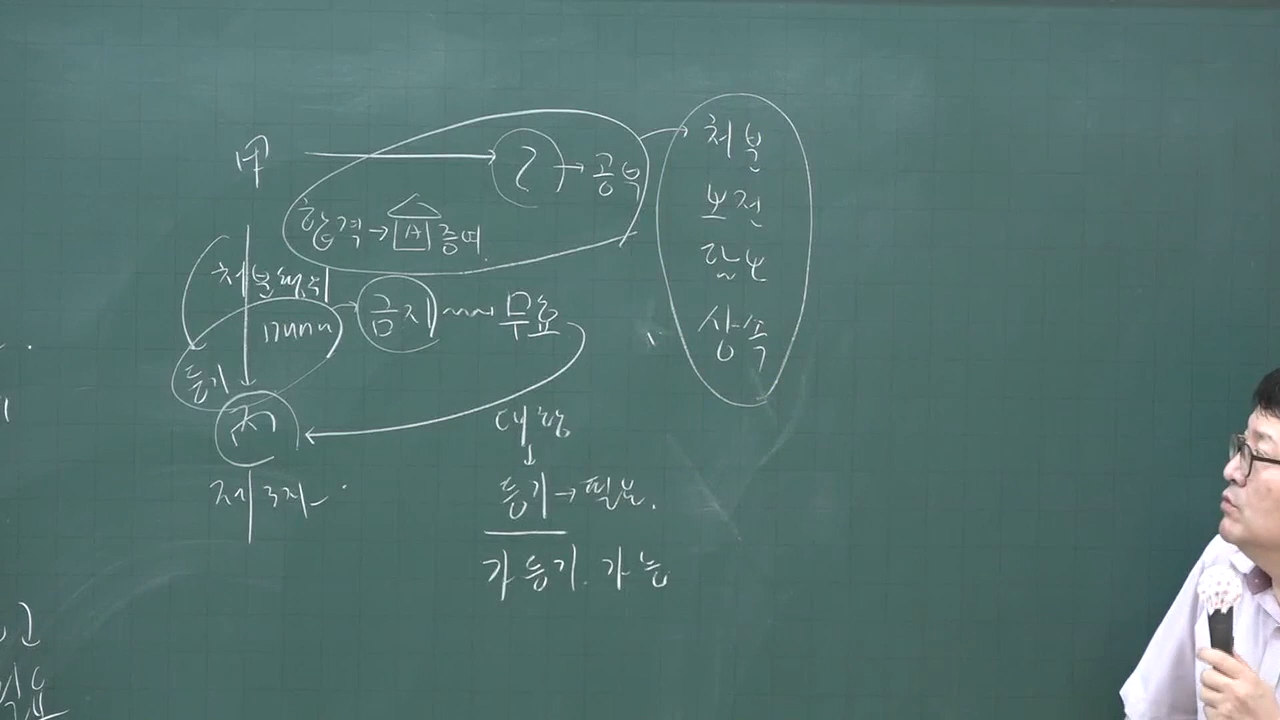 甲 → 乙 → 공부
합격 → A 증여
처분
보전
담보
상속
처분행위
금지 무효
등기
丙
제3자
대항
등기 → 필요.
가등기. 가능